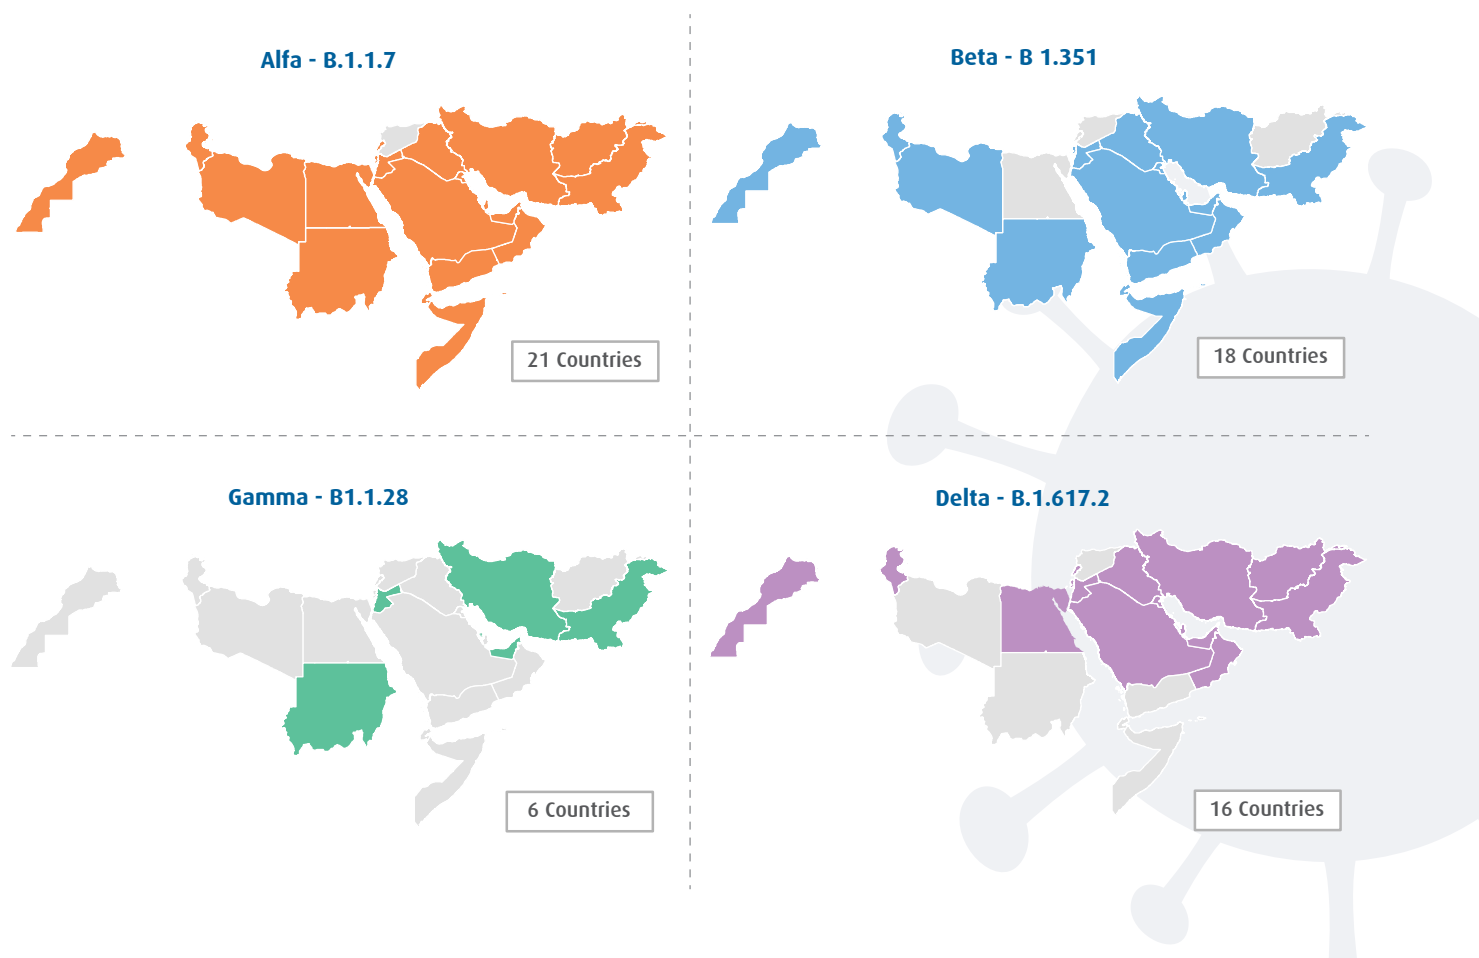 Alfa - B.1.1.7
21 Countries
Beta - B 1.351
18 Countries
Gamma - B1.1.28
6 Countries
Delta - B.1.617.2
16 Countries